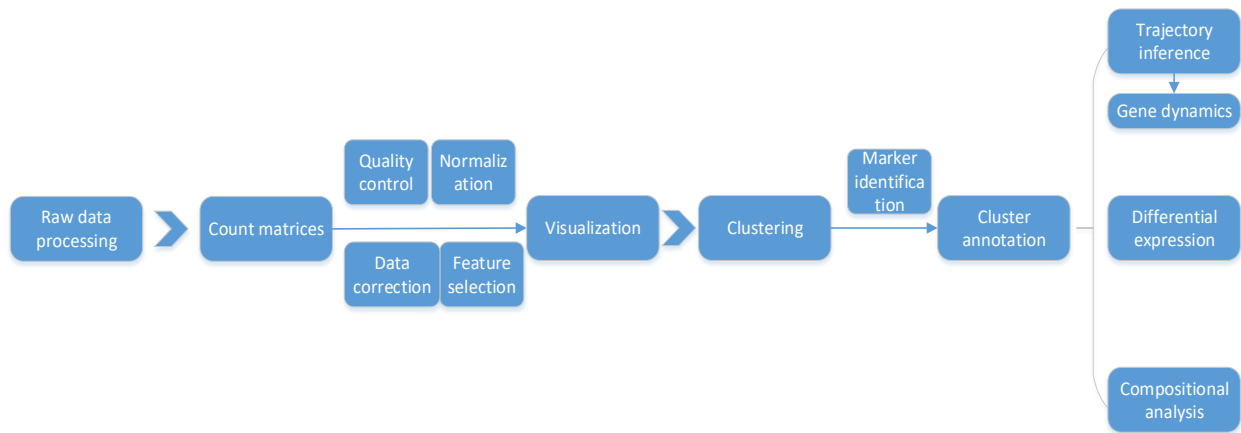 Raw data
processing
Count matrices
Quality
control
Normaliz
ation
Data
correction
Feature
selection
Visualization
Clustering
Marker
identifica
tion
Cluster
annotation
Trajectory
inference
Gene dynamics
Differential
expression
Compositional
analysis